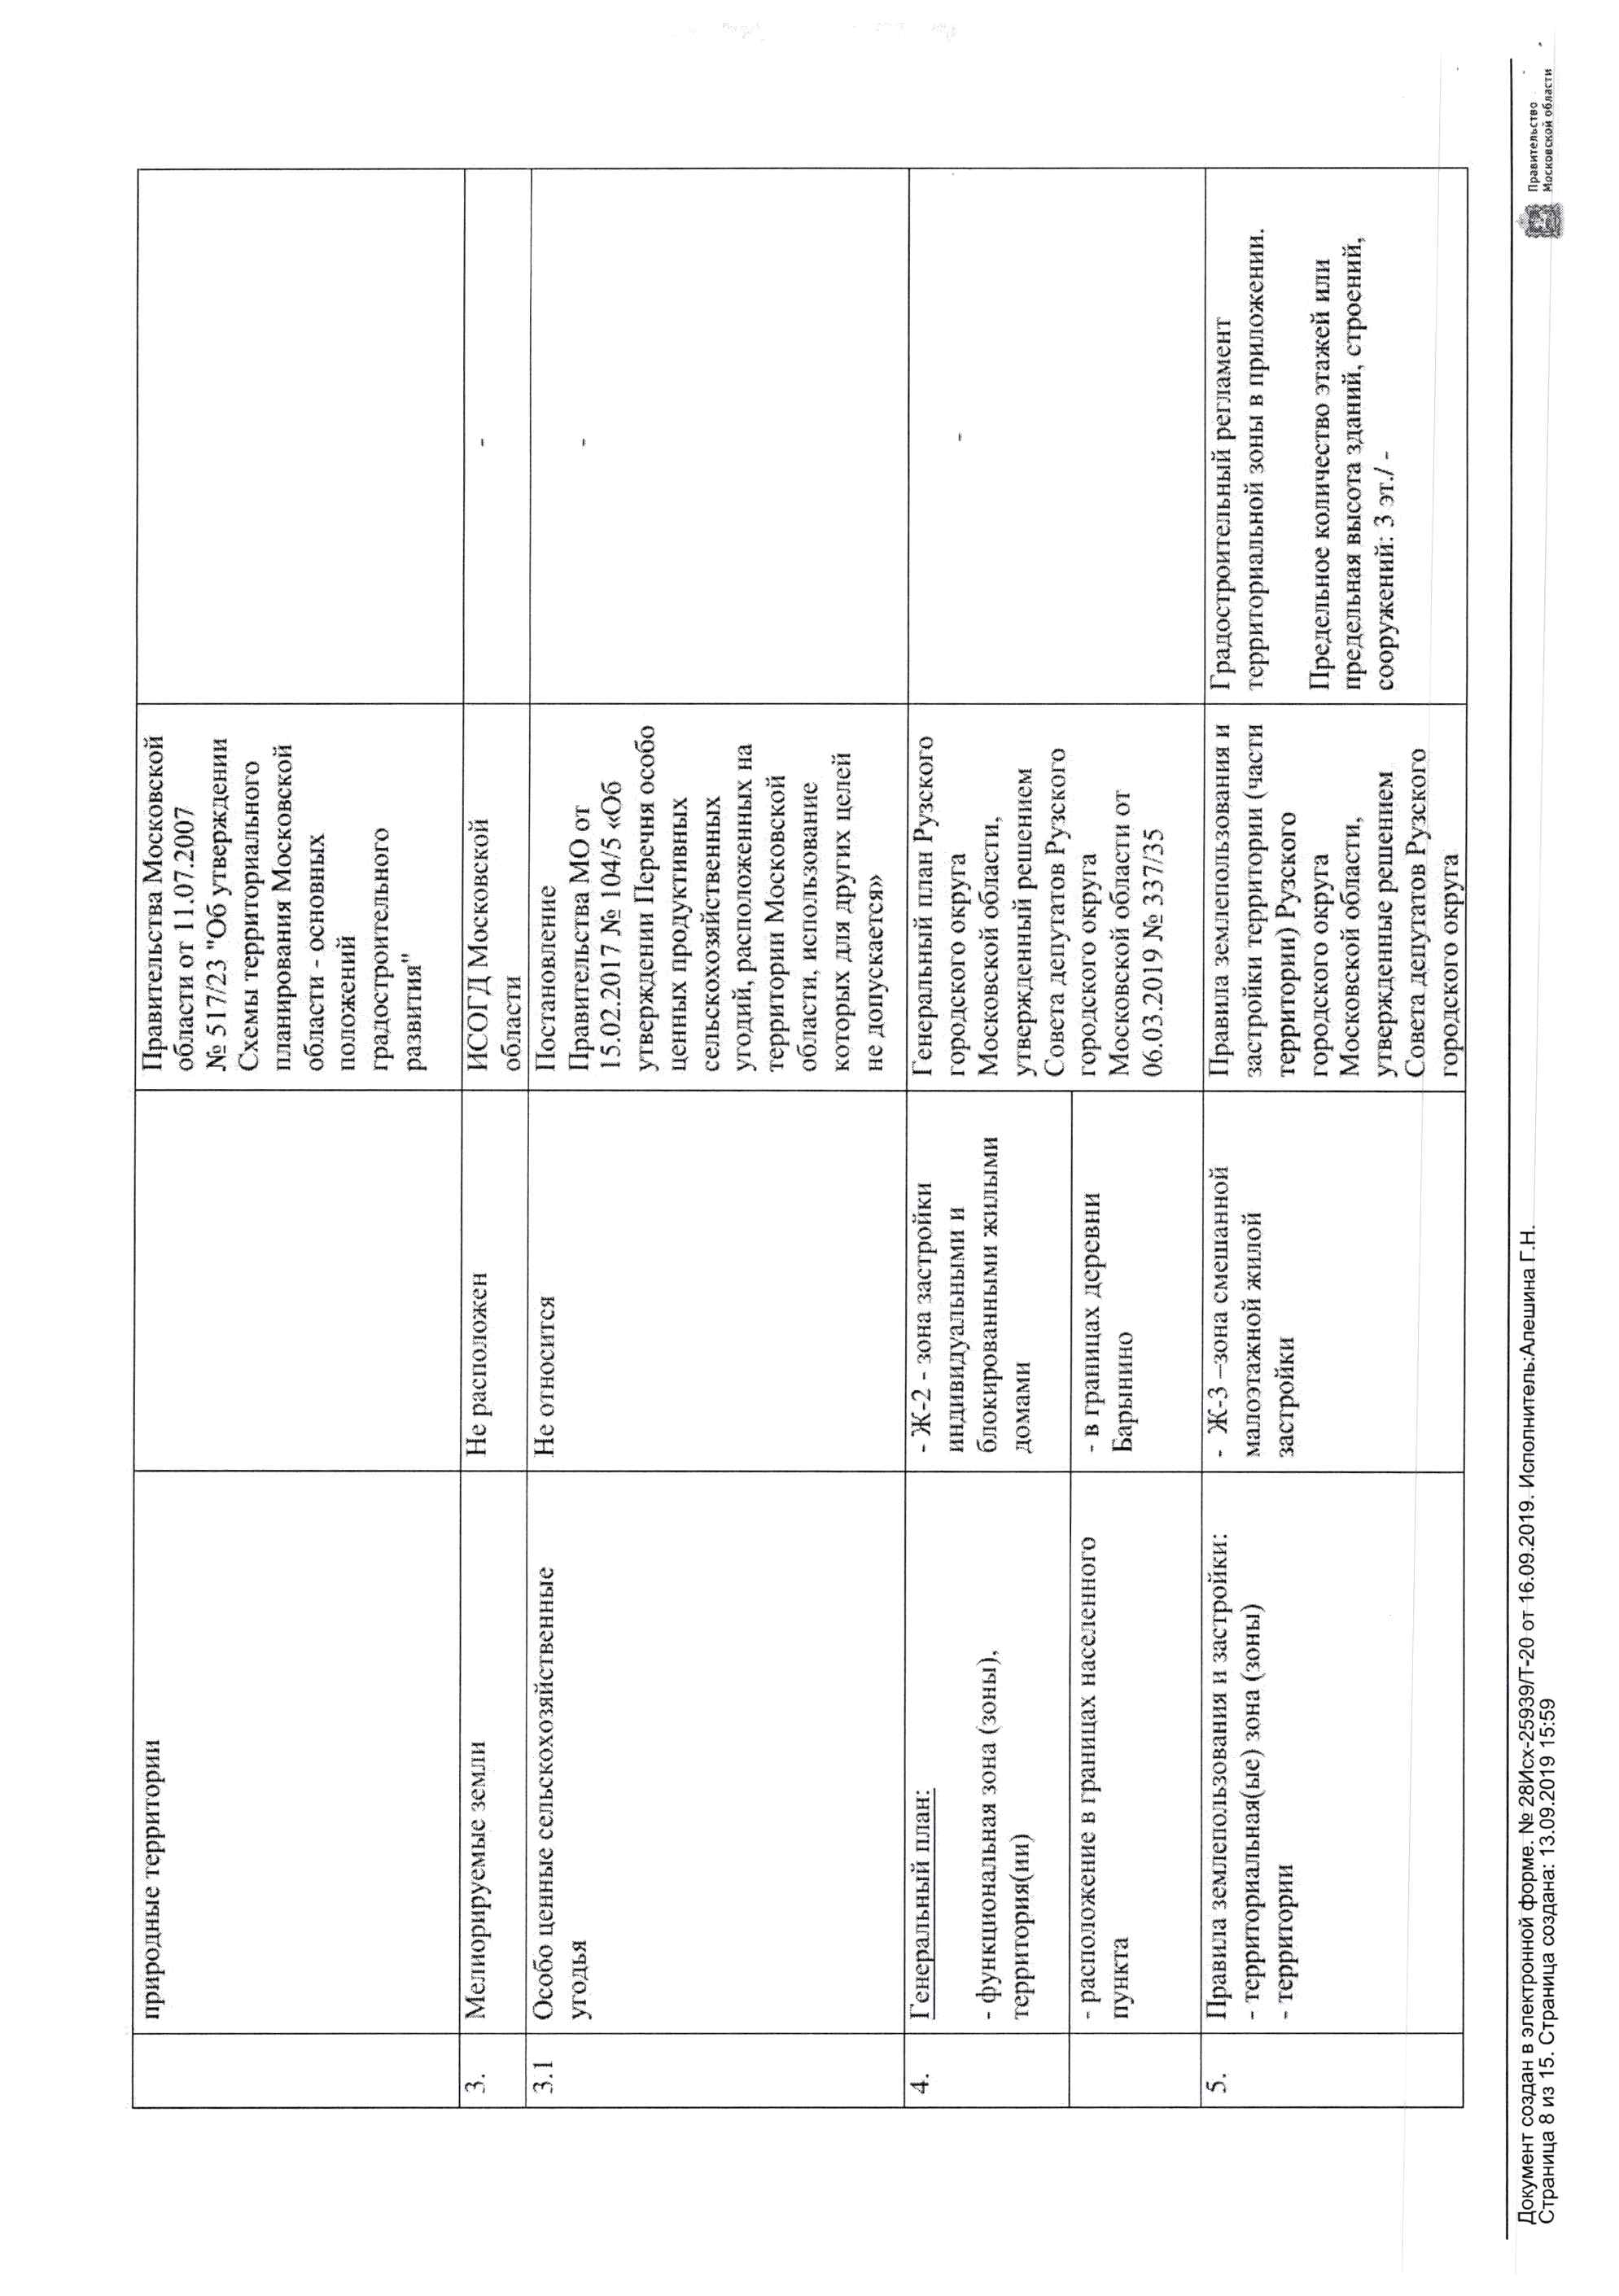 природные территории
Правительства Московской
области от 11.07.2007
№ 517/23 "Об утверждении
Схемы территориального
планирования Московской
области - основных
положений
градостроительного
развития"
3.
Мелиорируемые земли
Не расположен
ИСОГД Московской
области
-
3.1
Особо ценные сельскохозяйственные
угодья
Не относится
Постановление
Правительства МО от
15.02.2017 № 104/5 «Об
утверждении Перечня особо
ценных продуктивных
сельскохозяйственных
угодий, расположенных на
территории Московской
области, использование
которых для других целей
не допускается»
-
4.
Генеральный план:
- функциональная зона (зоны),
территория(ии)
- Ж-2 - зона застройки
индивидуальными и
блокированными жилыми
домами
Генеральный план Рузского
городского округа
Московской области,
утвержденный решением
Совета депутатов Рузского
городского округа
Московской области от
06.03.2019 № 337/35
-
- расположение в границах населенного
пункта
- в границах деревни
Барынино
5.
Правила землепользования и застройки:
- территориальная(ые) зона (зоны)
- территории
- Ж-3 –зона смешанной
малоэтажной жилой
застройки
Правила землепользования и
застройки территории (части
территории) Рузского
городского округа
Московской области,
утвержденные решением
Совета депутатов Рузского
городского округа
Градостроительный регламент
территориальной зоны в приложении.
Предельное количество этажей или
предельная высота зданий, строений,
сооружений: 3 эт./ -
Документ создан в электронной форме. № 28Исх-25939/Т-20 от 16.09.2019. Исполнитель:Алешина Г.Н.
Страница 8 из 15. Страница создана: 13.09.2019 15:59
Правительство
Московской области